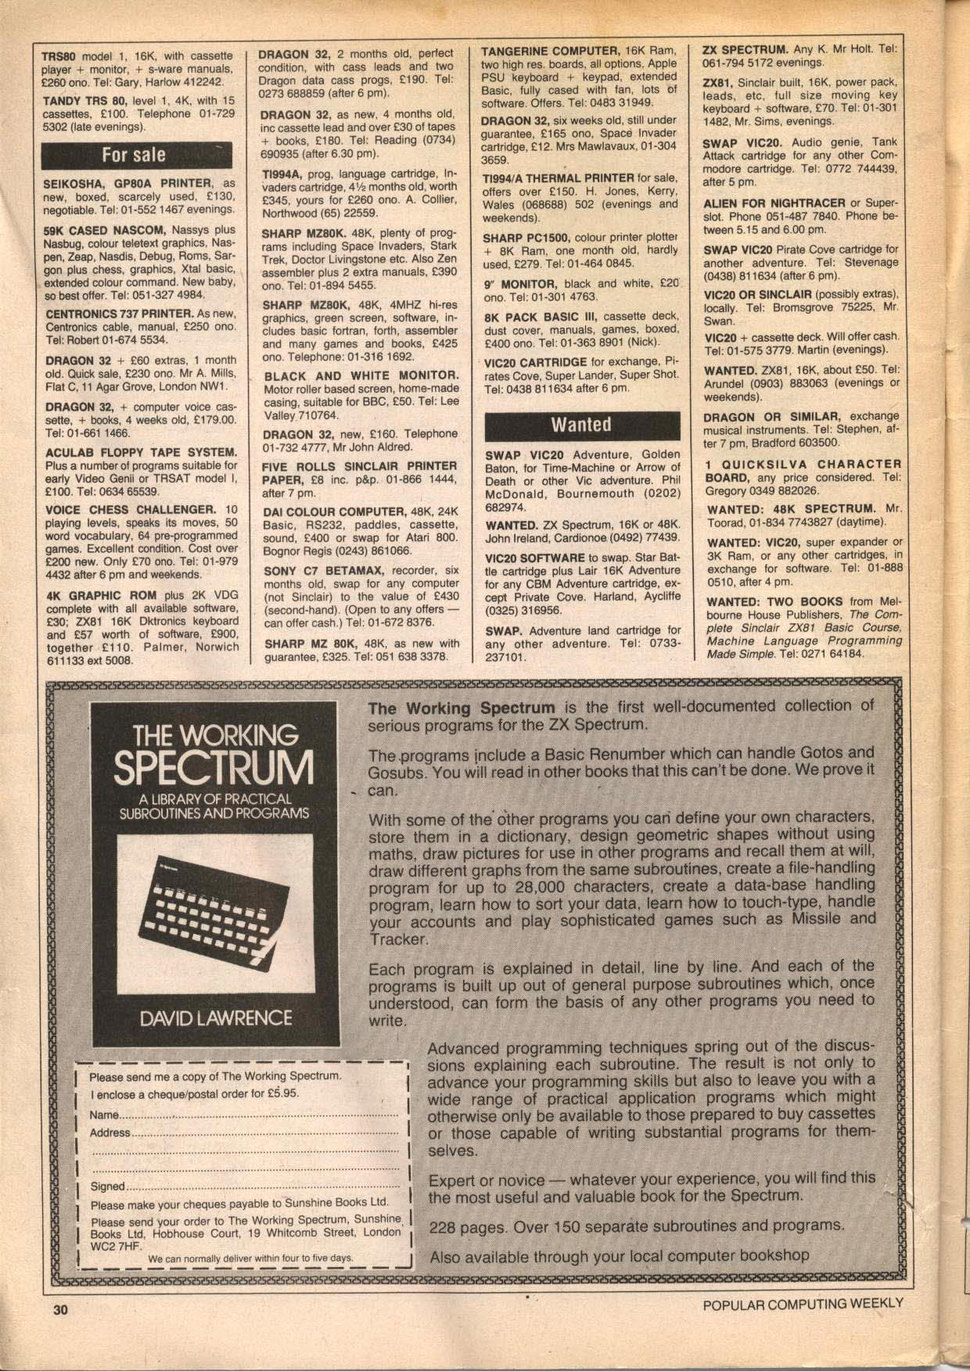 TRS80 model 1, 16K, with cassette
player + monitor, + s-ware manuals,
£260 ono. Tel: Gary, Harlow 412242.
TANDY TRS 80, level 1, 4K, with 15
cassettes, £100. Telephone 01-729
5302 (late evenings).
For sale
SEIKOSHA, GP80A PRINTER, as
new, boxed, scarcely used, £130,
negotiable. Tel: 01-552 1467 evenings.
59K CASED NASCOM, Nassys plus
Nasbug, colour teletext graphics, Nas-
pen, Zeap, Nasdis, Debug, Roms, Sar-
gon plus chess, graphics, Xtal basic,
extended colour command. New baby,
so best offer. Tel: 051-327 4984.
CENTRONICS 737 PRINTER. As new,
Centronics cable, manual, £250 ono.
Tel: Robert 01-674 5534.
DRAGON 32 + £60 extras, 1 month
old. Quick sale, £230 ono. Mr A. Mills,
Flat C, 11 Agar Grove, London NW1.
DRAGON 32, + computer voice cas-
sette, + books, 4 weeks old, £179.00.
Tel: 01-661 1466.
ACULAB FLOPPY TAPE SYSTEM.
Plus a number of programs suitable for
early Video Genii or TRSAT model I,
£100. Tel: 0634 65539.
VOICE CHESS CHALLENGER. 10
playing levels, speaks its moves, 50
word vocabulary, 64 pre-programmed
games. Excellent condition. Cost over
£200 new. Only £70 ono. Tel: 01-979
4432 after 6 pm and weekends.
4K GRAPHIC ROM plus 2K VDG
complete with all available software,
£30; ZX81 16K Dktronics keyboard
and £57 worth of software, £900,
together £110. Palmer, Norwich
611133 ext 5008.
DRAGON 32, 2 months old, perfect
condition, with cass leads and two
Dragon data cass progs, £190. Tel:
0273 688859 (after 6 pm).
DRAGON 32, as new, 4 months old,
inc cassette lead and over £30 of tapes
+ books, £180. Tel: Reading (0734)
690935 (after 6.30 pm).
TI994A, prog, language cartridge, In-
vaders cartridge, 4½ months old, worth
£345, yours for £260 ono. A. Collier,
Northwood (65) 22559.
SHARP MZ80K. 48K, plenty of prog-
rams including Space Invaders, Stark
Trek, Doctor Livingstone etc. Also Zen
assembler plus 2 extra manuals, £390
ono. Tel: 01-894 5455.
SHARP MZ80K, 48K, 4MHZ hi-res
graphics, green screen, software, in-
cludes basic fortran, forth, assembler
and many games and books, £425
ono. Telephone: 01-316 1692.
BLACK AND WHITE MONITOR.
Motor roller based screen, home-made
casing, suitable for BBC, £50. Tel: Lee
Valley 710764.
DRAGON 32, new, £160. Telephone
01-732 4777, Mr John Aldred.
FIVE ROLLS SINCLAIR PRINTER
PAPER, £8 inc. p&p. 01-866 1444,
after 7 pm.
DAI COLOUR COMPUTER, 48K, 24K
Basic, RS232, paddles, cassette,
sound, £400 or swap for Atari 800.
Bognor Regis (0243) 861066.
SONY C7 BETAMAX, recorder, six
months old, swap for any computer
(not Sinclair) to the value of £430
(second-hand). (Open to any offers —
can offer cash.) Tel: 01-672 8376.
SHARP MZ 80K, 48K, as new with
guarantee, £325. Tel: 051 638 3378.
TANGERINE COMPUTER, 16K Ram,
two high res. boards, all options, Apple
PSU keyboard + keypad, extended
Basic, fully cased with fan, lots of
software. Offers. Tel: 0483 31949.
DRAGON 32, six weeks old, still under
guarantee, £165 ono, Space Invader
cartridge, £12. Mrs Mawlavaux, 01-304
3659.
TI994/A THERMAL PRINTER for sale,
offers over £150. H. Jones, Kerry,
Wales (068688) 502 (evenings and
weekends).
SHARP PC1500, colour printer plotter
+ 8K Ram, one month old, hardly
used, £279. Tel: 01-464 0845.
9" MONITOR, black and white, £20
ono. Tel: 01-301 4763.
8K PACK BASIC III, cassette deck,
dust cover, manuals, games, boxed,
£400 ono. Tel: 01-363 8901 (Nick).
VIC20 CARTRIDGE for exchange, Pi-
rates Cove, Super Lander, Super Shot.
Tel: 0438 811634 after 6 pm.
Wanted
SWAP VIC20 Adventure, Golden
Baton, for Time-Machine or Arrow of
Death or other Vic adventure. Phil
McDonald, Bournemouth (0202)
682974.
WANTED. ZX Spectrum, 16K or 48K.
John Ireland, Cardionoe (0492) 77439.
VIC20 SOFTWARE to swap. Star Bat-
tle cartridge plus Lair 16K Adventure
for any CBM Adventure cartridge, ex-
cept Private Cove. Harland, Aycliffe
(0325) 316956.
SWAP. Adventure land cartridge for
any other adventure. Tel: 0733-
237101.
ZX SPECTRUM. Any K. Mr Holt. Tel:
061-794 5172 evenings.
ZX81, Sinclair built, 16K, power pack,
leads, etc, full size moving key
keyboard + software, £70. Tel: 01-301
1482, Mr. Sims, evenings.
SWAP VIC20. Audio genie, Tank
Attack cartridge for any other Com-
modore cartridge. Tel: 0772 744439,
after 5 pm.
ALIEN FOR NIGHTRACER or Super-
slot. Phone 051-487 7840. Phone be-
tween 5.15 and 6.00 pm.
SWAP VIC20 Pirate Cove cartridge for
another adventure. Tel: Stevenage
(0438) 811634 (after 6 pm).
VIC20 OR SINCLAIR (possibly extras),
locally. Tel: Bromsgrove 75225, Mr.
Swan.
VIC20 + cassette deck. Will offer cash.
Tel: 01-575 3779. Martin (evenings).
WANTED. ZX81, 16K, about £50. Tel:
Arundel (0903) 883063 (evenings or
weekends).
DRAGON OR SIMILAR, exchange
musical instruments. Tel: Stephen, af-
ter 7 pm, Bradford 603500.
1 QUICKSILVA CHARACTER
BOARD, any price considered. Tel:
Gregory 0349 882026.
WANTED: 48K SPECTRUM. Mr.
Toorad, 01-834 7743827 (daytime).
WANTED: VIC20, super expander or
3K Ram, or any other cartridges, in
exchange for software. Tel: 01-888
0510, after 4 pm.
WANTED: TWO BOOKS from Mel-
bourne House Publishers, The Com-
plete Sinclair ZX81 Basic Course,
Machine Language Programming
Made Simple. Tel: 0271 64184.
THE WORKING
SPECTRUM
A LIBRARY OF PRACTICAL
SUBROUTINES AND PROGRAMS
DAVID LAWRENCE
The Working Spectrum is the first well-documented collection of
serious programs for the ZX Spectrum.
The programs include a Basic Renumber which can handle Gotos and
Gosubs. You will read in other books that this can't be done. We prove it
can.
With some of the other programs you can define your own characters,
store them in a dictionary, design geometric shapes without using
maths, draw pictures for use in other programs and recall them at will,
draw different graphs from the same subroutines, create a file-handling
program for up to 28,000 characters, create a data-base handling
program, learn how to sort your data, learn how to touch-type, handle
your accounts and play sophisticated games such as Missile and
Tracker.
Each program is explained in detail, line by line. And each of the
programs is built up out of general purpose subroutines which, once
understood, can form the basis of any other programs you need to
write.
Advanced programming techniques spring out of the discus-
sions explaining each subroutine. The result is not only to
advance your programming skills but also to leave you with a
wide range of practical application programs which might
otherwise only be available to those prepared to buy cassettes
or those capable of writing substantial programs for them-
selves.
Expert or novice — whatever your experience, you will find this
the most useful and valuable book for the Spectrum.
228 pages. Over 150 separate subroutines and programs.
Also available through your local computer bookshop
Please send me a copy of The Working Spectrum.
I enclose a cheque/postal order for £5.95.
Name
Address
Signed
Please make your cheques payable to Sunshine Books Ltd.
Please send your order to The Working Spectrum, Sunshine
Books Ltd, Hobhouse Court, 19 Whitcomb Street, London
WC2 7HF.
We can normally deliver within four to five days.
30
POPULAR COMPUTING WEEKLY